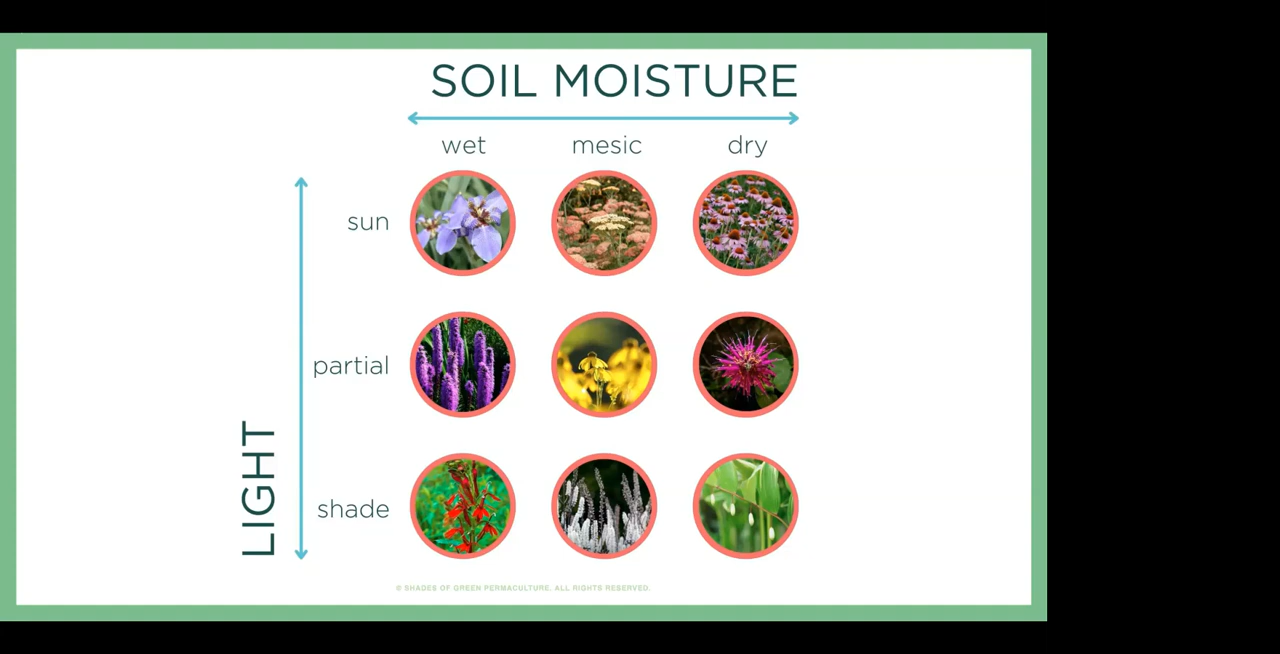 SOIL MOISTURE
wet mesic dry
sun
partial
shade
LIGHT
© SHADES OF GREEN PERMACULTURE. ALL RIGHTS RESERVED.